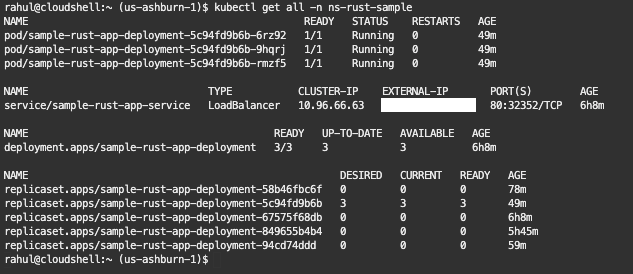 rahul@cloudshell:~ (us-ashburn-1)$ kubectl get all -n ns-rust-sample
NAME READY STATUS RESTARTS AGE
pod/sample-rust-app-deployment-5c94fd9b6b-6rz92 1/1 Running 0 49m
pod/sample-rust-app-deployment-5c94fd9b6b-9hqrj 1/1 Running 0 49m
pod/sample-rust-app-deployment-5c94fd9b6b-rmzf5 1/1 Running 0 49m
NAME TYPE CLUSTER-IP EXTERNAL-IP PORT(S) AGE
service/sample-rust-app-service LoadBalancer 10.96.66.63 80:32352/TCP 6h8m
NAME READY UP-TO-DATE AVAILABLE AGE
deployment.apps/sample-rust-app-deployment 3/3 3 3 6h8m
NAME DESIRED CURRENT READY AGE
replicaset.apps/sample-rust-app-deployment-58b46fbc6f 0 0 0 78m
replicaset.apps/sample-rust-app-deployment-5c94fd9b6b 3 3 3 49m
replicaset.apps/sample-rust-app-deployment-67575f68db 0 0 0 6h8m
replicaset.apps/sample-rust-app-deployment-849655b4b4 0 0 0 5h45m
replicaset.apps/sample-rust-app-deployment-94cd74ddd 0 0 0 59m
rahul@cloudshell:~ (us-ashburn-1)$